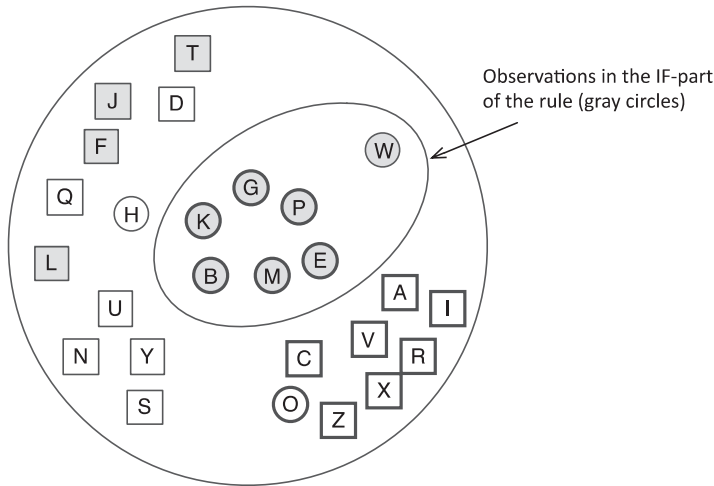 T
J
D
F
Q
H
L
U
N
Y
S
W
G
P
K
B
M
E
A
I
V
R
C
X
O
Z
Observations in the IF-part
of the rule (gray circles)